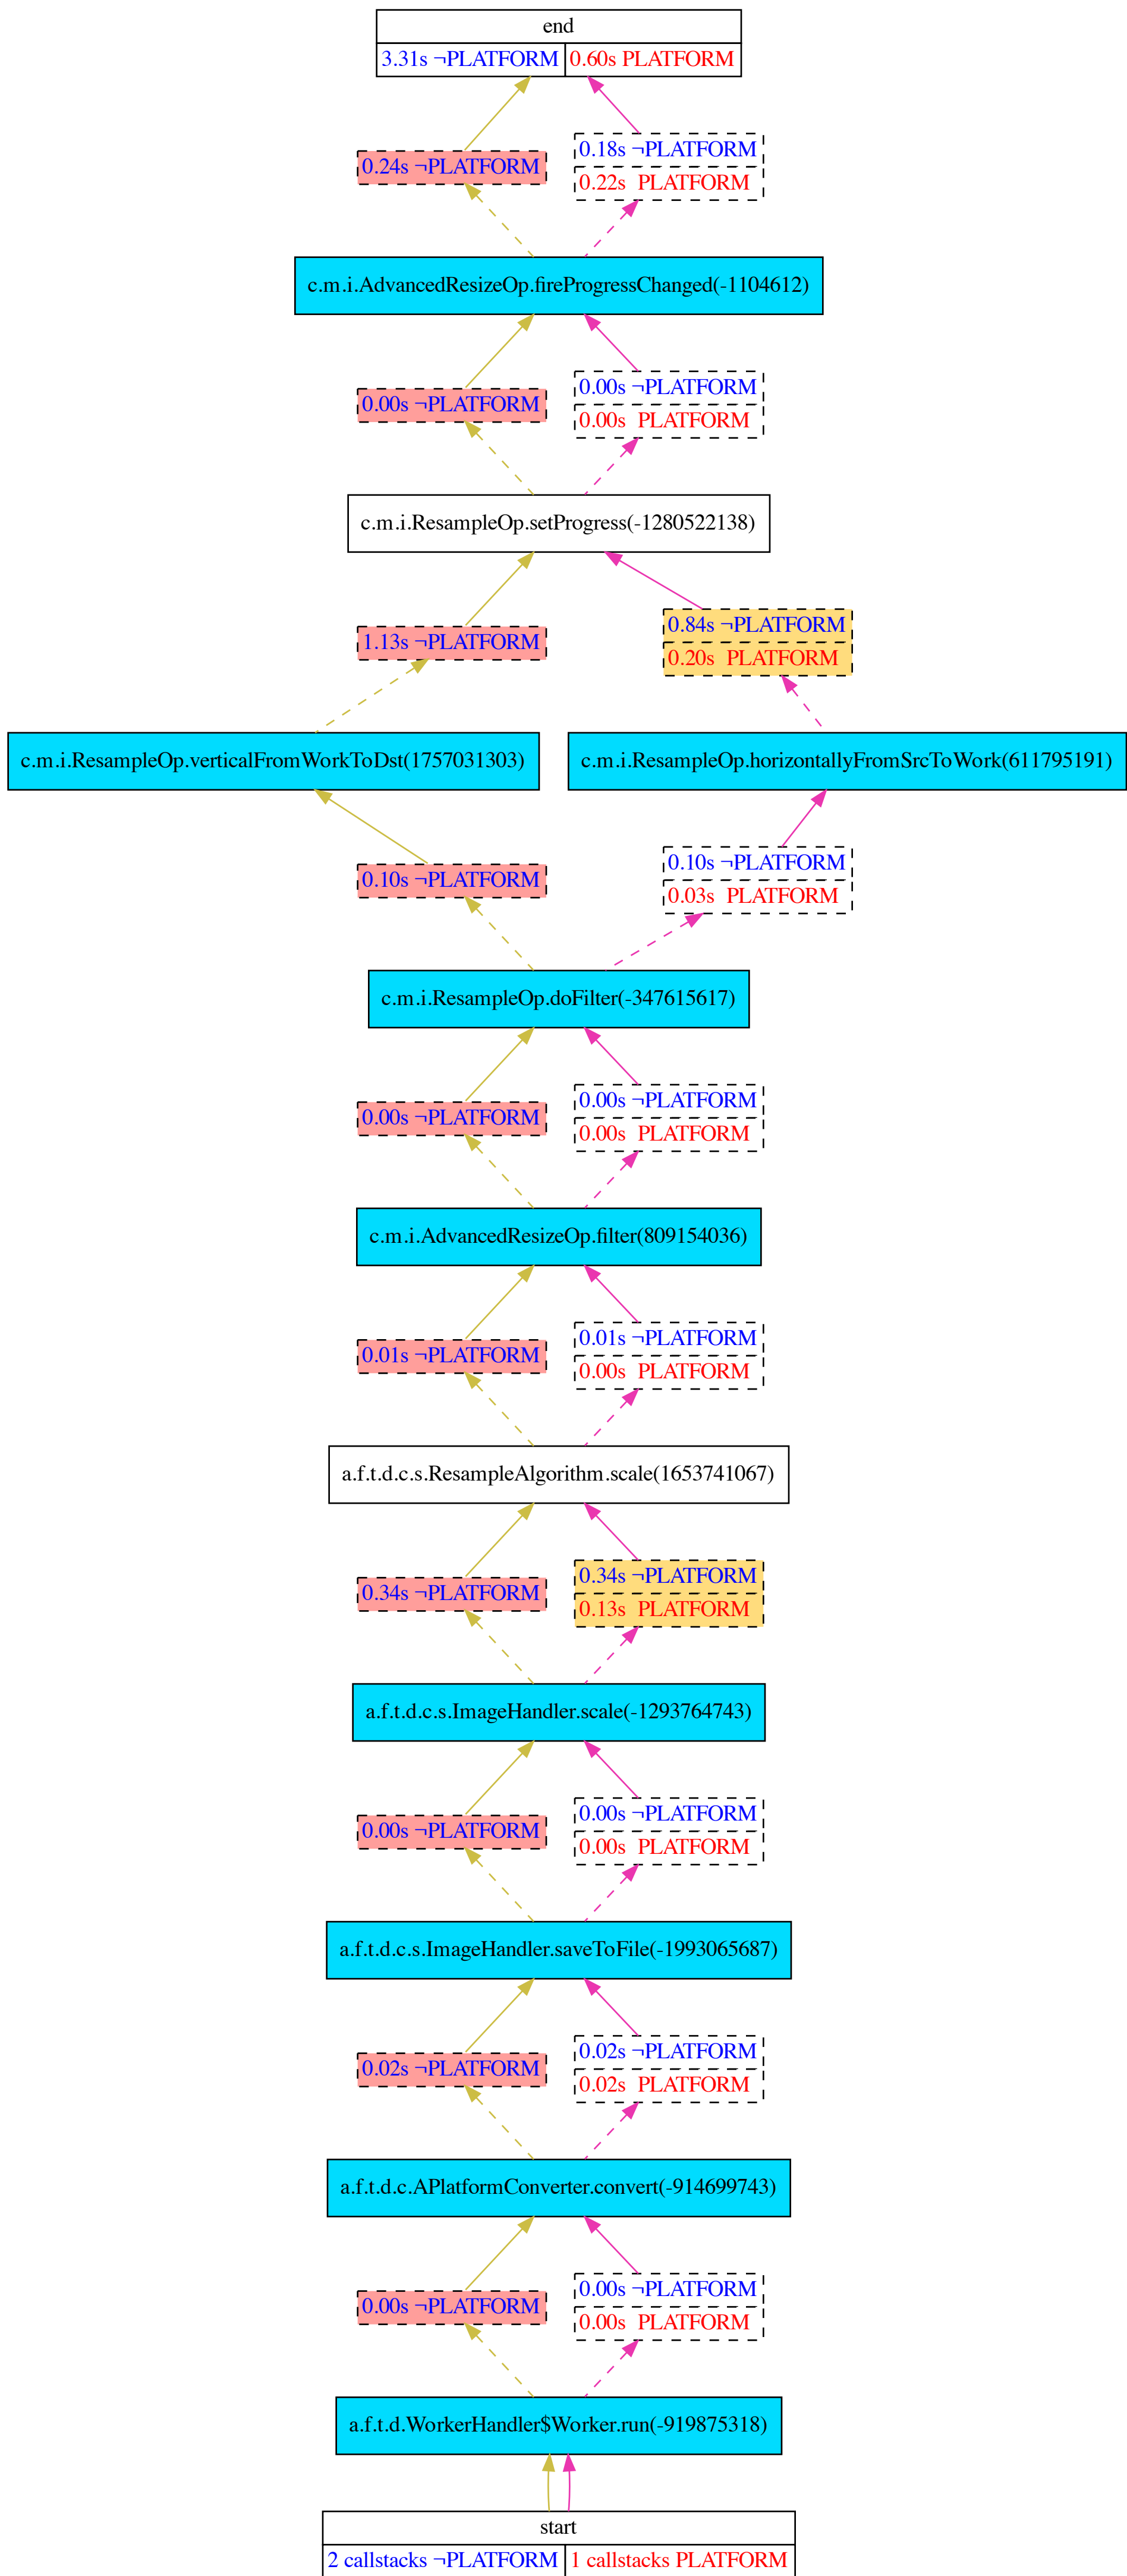 end
3.31s ¬PLATFORM 0.60s PLATFORM
0.24s ¬PLATFORM
0.18s ¬PLATFORM
0.22s PLATFORM
c.m.i.AdvancedResizeOp.fireProgressChanged(-1104612)
0.00s ¬PLATFORM
0.00s ¬PLATFORM
0.00s PLATFORM
c.m.i.ResampleOp.setProgress(-1280522138)
1.13s ¬PLATFORM
0.84s ¬PLATFORM
0.20s PLATFORM
c.m.i.ResampleOp.verticalFromWorkToDst(1757031303)
c.m.i.ResampleOp.horizontallyFromSrcToWork(611795191)
0.10s ¬PLATFORM
0.10s ¬PLATFORM
0.03s PLATFORM
c.m.i.ResampleOp.doFilter(-347615617)
0.00s ¬PLATFORM
0.00s ¬PLATFORM
0.00s PLATFORM
c.m.i.AdvancedResizeOp.filter(809154036)
0.01s ¬PLATFORM
0.01s ¬PLATFORM
0.00s PLATFORM
a.f.t.d.c.s.ResampleAlgorithm.scale(1653741067)
0.34s ¬PLATFORM
0.34s ¬PLATFORM
0.13s PLATFORM
a.f.t.d.c.s.ImageHandler.scale(-1293764743)
0.00s ¬PLATFORM
0.00s ¬PLATFORM
0.00s PLATFORM
a.f.t.d.c.s.ImageHandler.saveToFile(-1993065687)
0.02s ¬PLATFORM
0.02s ¬PLATFORM
0.02s PLATFORM
a.f.t.d.c.APlatformConverter.convert(-914699743)
0.00s ¬PLATFORM
0.00s ¬PLATFORM
0.00s PLATFORM
a.f.t.d.WorkerHandler$Worker.run(-919875318)
start
2 callstacks ¬PLATFORM 1 callstacks PLATFORM